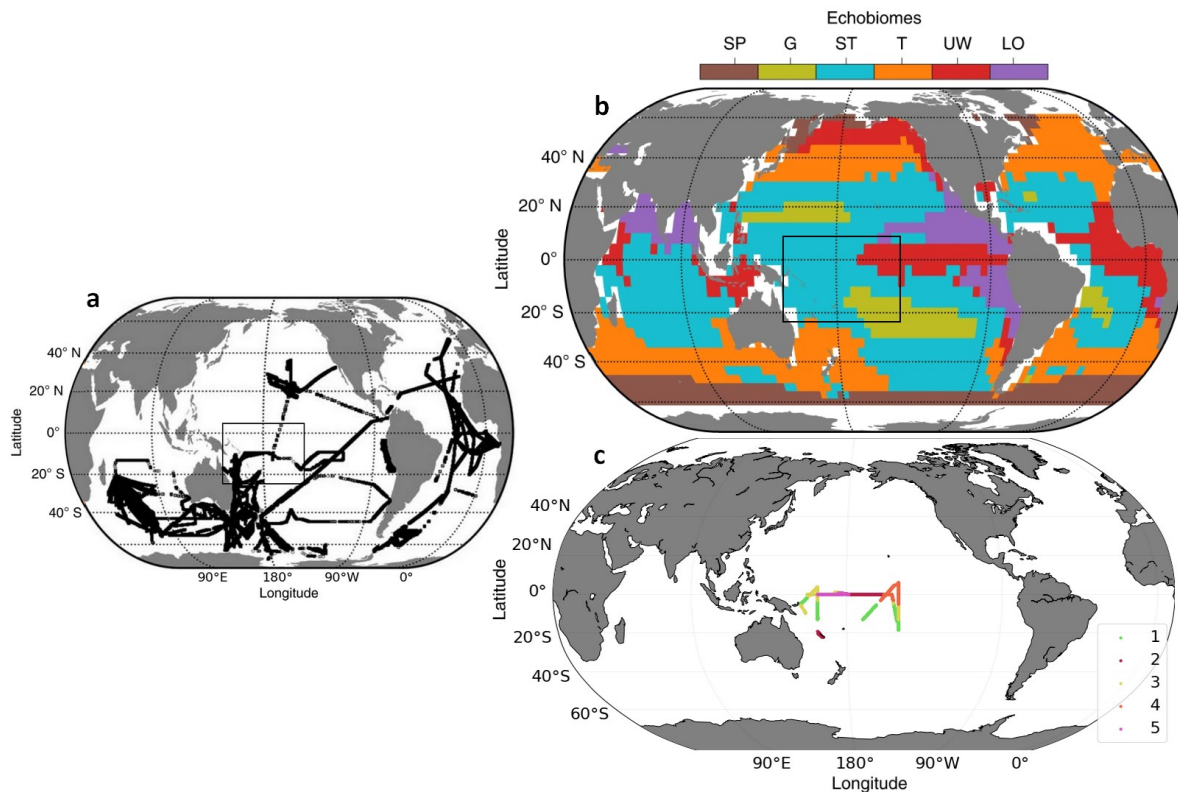 Echobiomes
SP G ST T UW LO
b
40° N
20° N
0°
20° S
40° S
Latitude
a
40° N
20° N
0°
20° S
40° S
Latitude
90°E 180° 90°W 0°
Longitude
c
40°N
20°N
0°
20°S
40°S
60°S
Latitude
90°E 180° 90°W 0°
Longitude
1
2
3
4
5